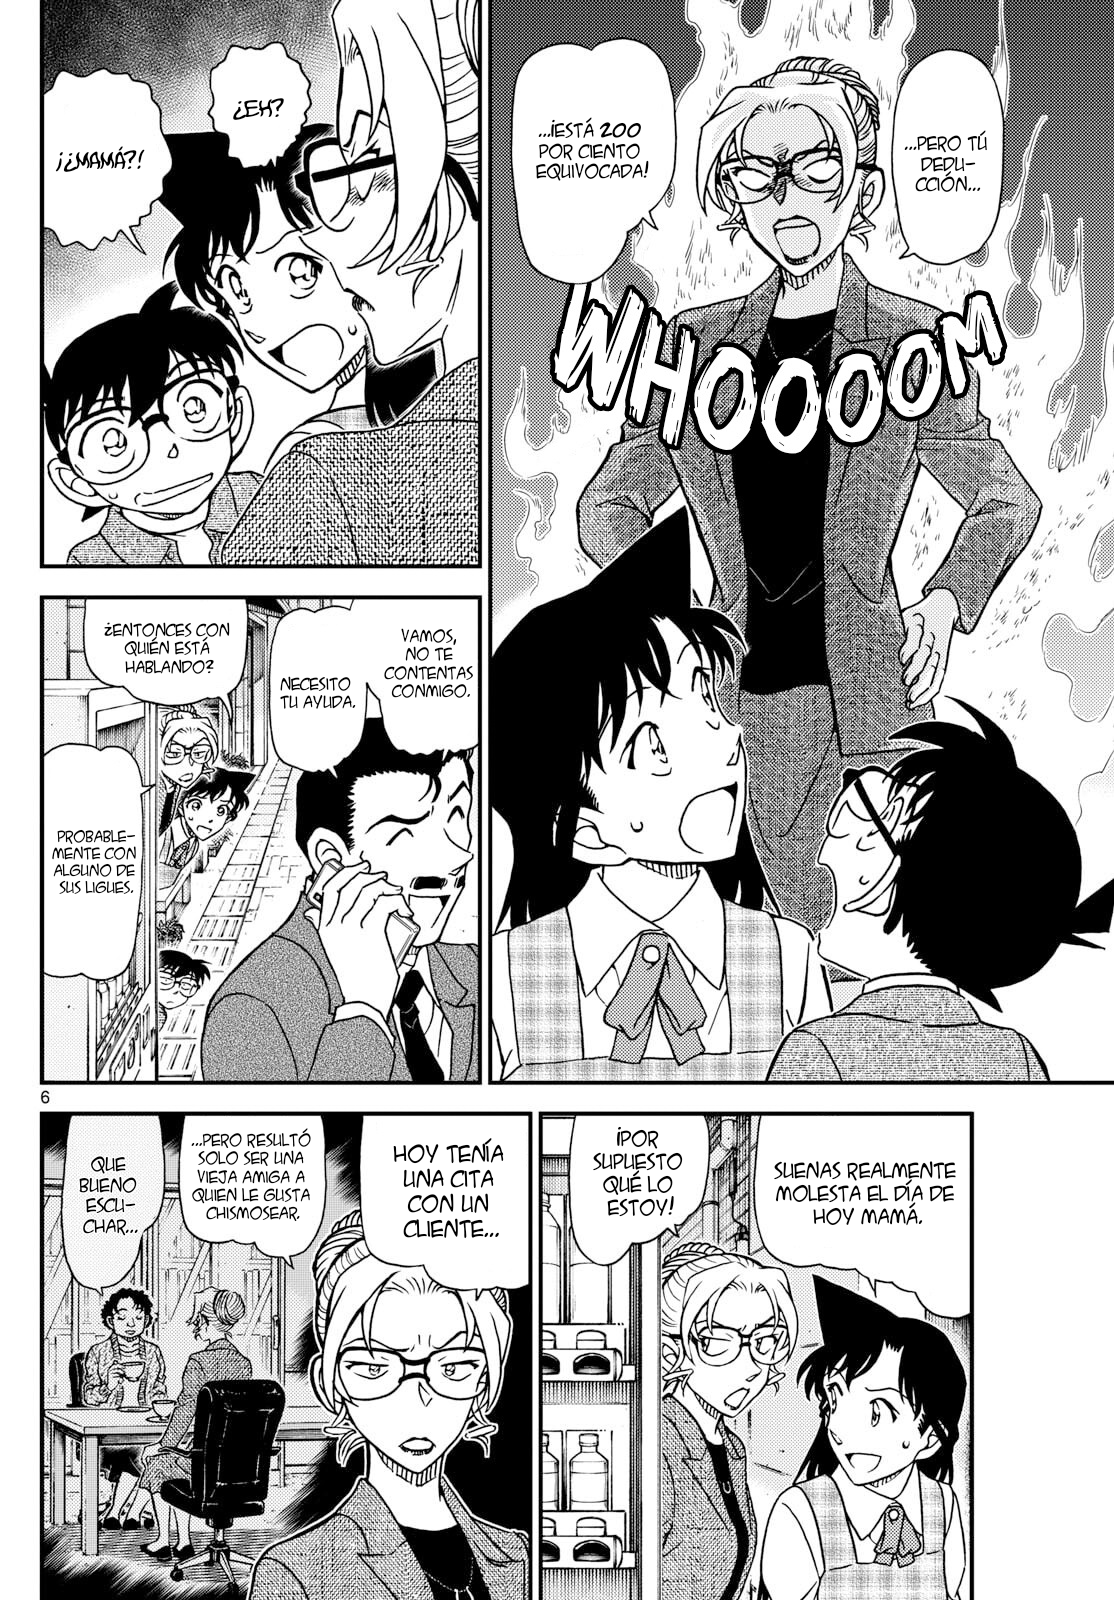 ...PERO TÚ
DEDU-
CCIÓN...
...¡ESTÁ 200
POR CIENTO
EQUIVOCADA!
WHOOOOM
¿EH?
¡¿MAMÁ?!
VAMOS,
NO TE
CONTENTAS
CONMIGO.
NECESITO
TU AYUDA.
¿ENTONCES CON
QUIÉN ESTÁ
HABLANDO?
PROBABLE-
MENTE CON
ALGUNO DE
SUS LIGUES.
6
SUENAS REALMENTE
MOLESTA EL DÍA DE
HOY MAMÁ.
¡POR
SUPUESTO
QUÉ LO
ESTOY!
HOY TENÍA
UNA CITA
CON UN
CLIENTE...
...PERO RESULTÓ
SOLO SER UNA
VIEJA AMIGA A
QUIEN LE GUSTA
CHISMOSEAR.
QUE
BUENO
ESCU-
CHAR...